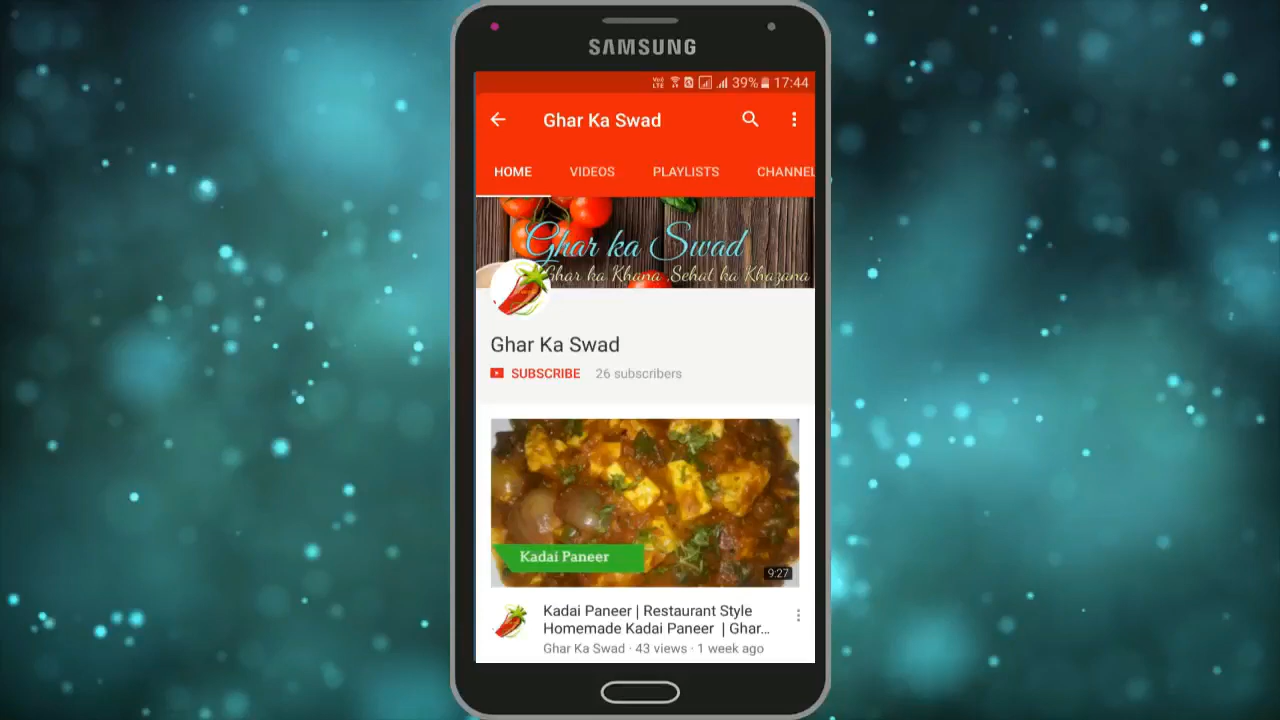 SAMSUNG
VoLTE 39% 17:44
Ghar Ka Swad
HOME VIDEOS PLAYLISTS CHANNEL
Ghar ka Swad
Ghar ka Khana ,Sehat ka Khazana
Ghar Ka Swad
SUBSCRIBE 26 subscribers
Kadai Paneer
9:27
Kadai Paneer | Restaurant Style
Homemade Kadai Paneer | Ghar...
Ghar Ka Swad · 43 views · 1 week ago